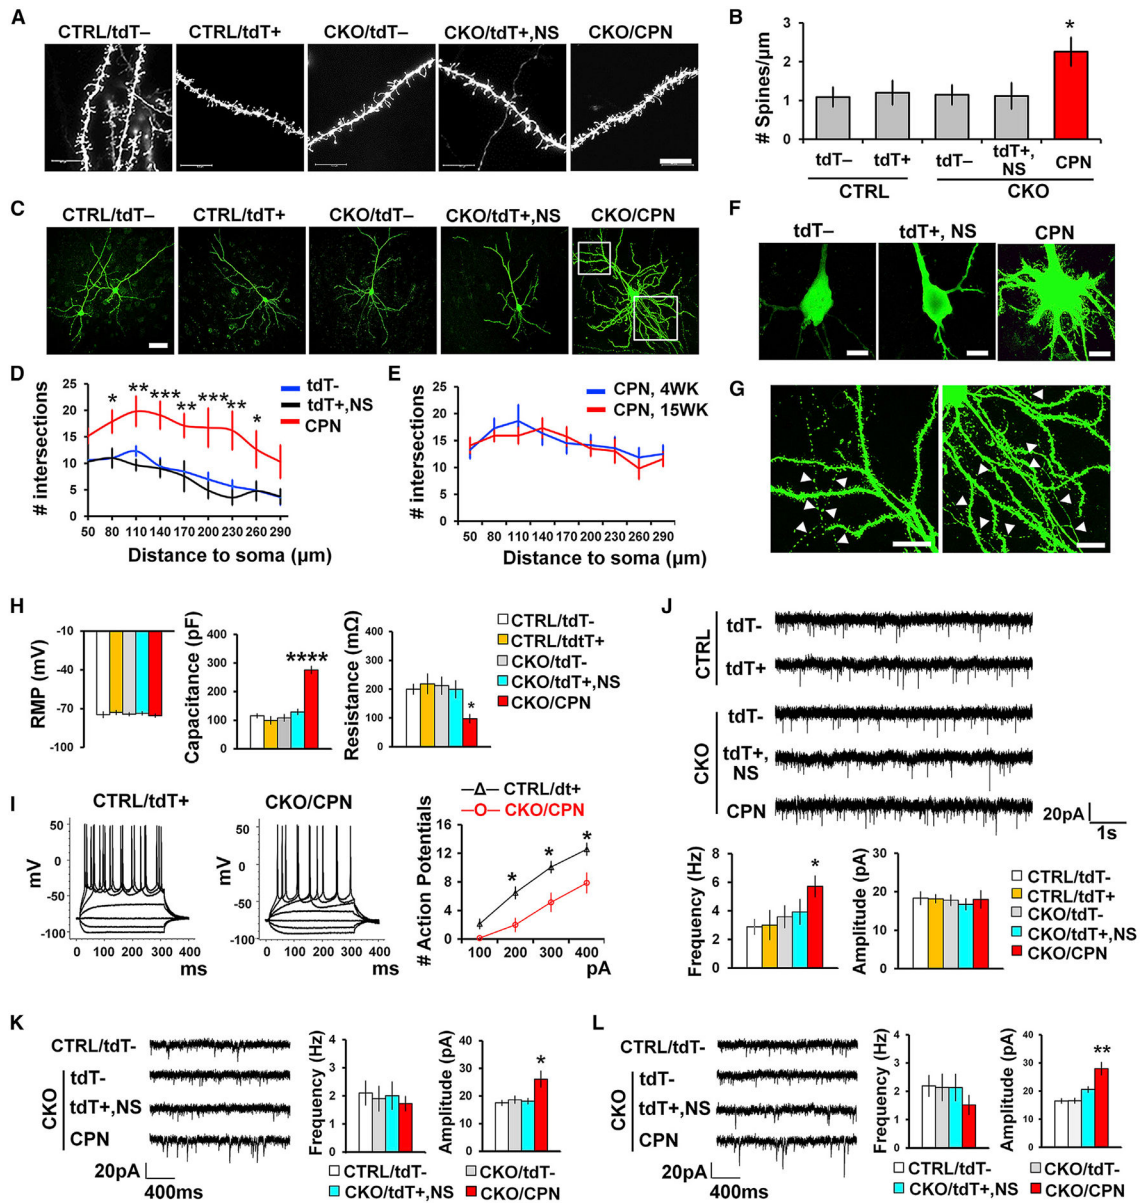 A
CTRL/tdT–
CTRL/tdT+
CKO/tdT–
CKO/tdT+,NS
CKO/CPN
B
# Spines/µm
3
2
1
0
*
tdT–
tdT+
tdT–
tdT+,
NS
CPN
CTRL
CKO
C
CTRL/tdT–
CTRL/tdT+
CKO/tdT–
CKO/tdT+,NS
CKO/CPN
F
tdT–
tdT+, NS
CPN
D
# intersections
25
20
15
10
5
0
* ** *** ** *** ** *
tdT-
tdT+,NS
CPN
50 80 110 140 170 200 230 260 290
Distance to soma (µm)
E
# intersections
25
20
15
10
5
0
CPN, 4WK
CPN, 15WK
50 80 110 140 170 200 230 260 290
Distance to soma (µm)
G
H
RMP (mV)
-10
-40
-70
-100
Capacitance (pF)
400
300
200
100
0
****
Resistance (mΩ)
400
300
200
100
0
*
CTRL/tdT-
CTRL/tdtT+
CKO/tdT-
CKO/tdT+,NS
CKO/CPN
J
CTRL
tdT-
tdT+
CKO
tdT-
tdT+,
NS
CPN
20pA
1s
Frequency (Hz)
8
6
4
2
0
*
Amplitude (pA)
30
20
10
0
CTRL/tdT-
CTRL/tdT+
CKO/tdT-
CKO/tdT+,NS
CKO/CPN
I
CTRL/tdT+
mV
50
0
-50
-100
0 100 200 300 400
ms
CKO/CPN
mV
50
0
-50
-100
0 100 200 300 400
ms
CTRL/dt+
CKO/CPN
# Action Potentials
16
12
8
4
0
* * *
100 200 300 400
pA
K
CTRL/tdT-
CKO
tdT-
tdT+,NS
CPN
20pA
400ms
Frequency (Hz)
4
3
2
1
0
Amplitude (pA)
40
30
20
10
0
*
CTRL/tdT-
CKO/tdT-
CKO/tdT+,NS
CKO/CPN
L
CTRL/tdT-
CKO
tdT-
tdT+,NS
CPN
20pA
400ms
Frequency (Hz)
4
3
2
1
0
Amplitude (pA)
40
30
20
10
0
**
CTRL/tdT-
CKO/tdT-
CKO/tdT+,NS
CKO/CPN